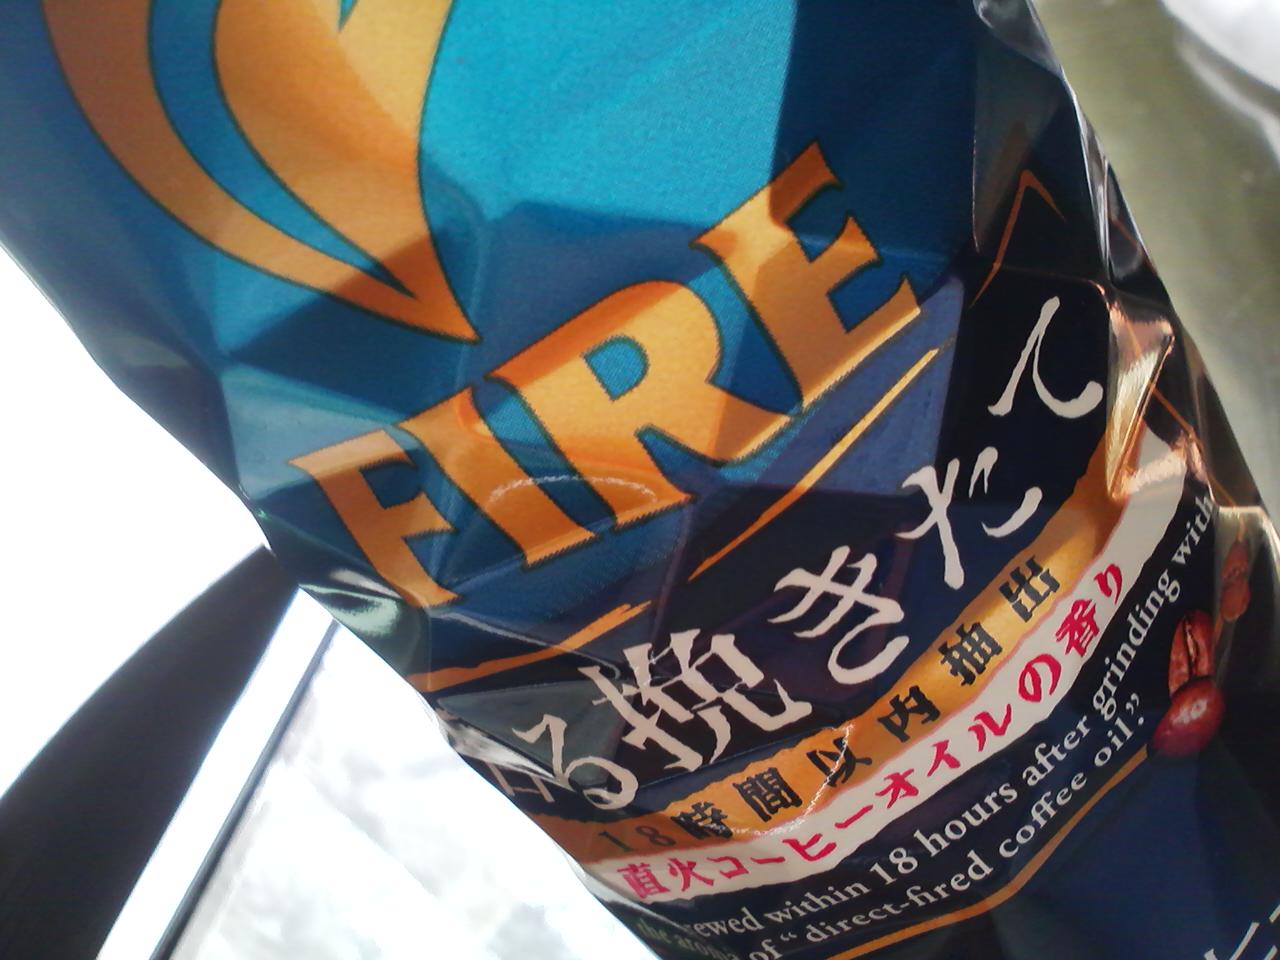 FIRE
る挽きたて
18時間以内抽出
直火コーヒーオイルの香り
within 18 hours after grinding with
of “direct-fired coffee oil.”